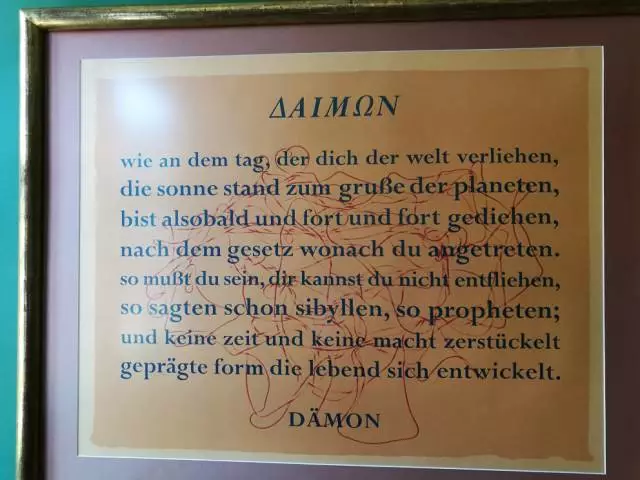 ΔΑΙΜΩΝ
wie an dem tag, der dich der welt verliehen,
die sonne stand zum gruße der planeten,
bist alsobald und fort und fort gediehen,
nach dem gesetz wonach du angetreten.
so mußt du sein, dir kannst du nicht entfliehen,
so sagten schon sibyllen, so propheten;
und keine zeit und keine macht zerstückelt
geprägte form die lebend sich entwickelt.
DÄMON